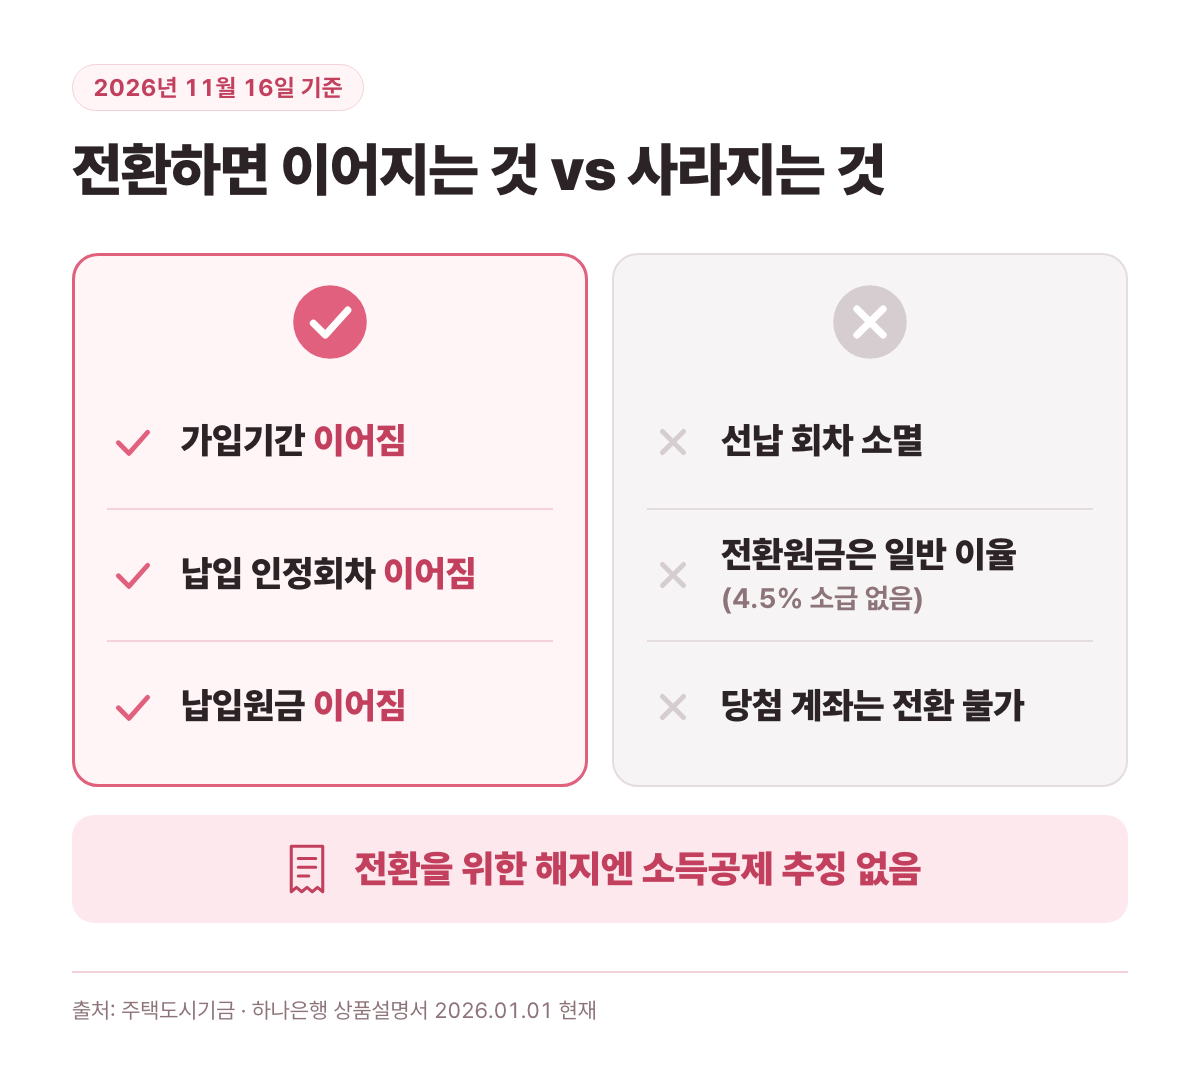 2026년 11월 16일 기준
전환하면 이어지는 것 vs 사라지는 것
가입기간 이어짐
납입 인정회차 이어짐
납입원금 이어짐
선납 회차 소멸
전환원금은 일반 이율
(4.5% 소급 없음)
당첨 계좌는 전환 불가
전환을 위한 해지엔 소득공제 추징 없음
출처: 주택도시기금 · 하나은행 상품설명서 2026.01.01 현재